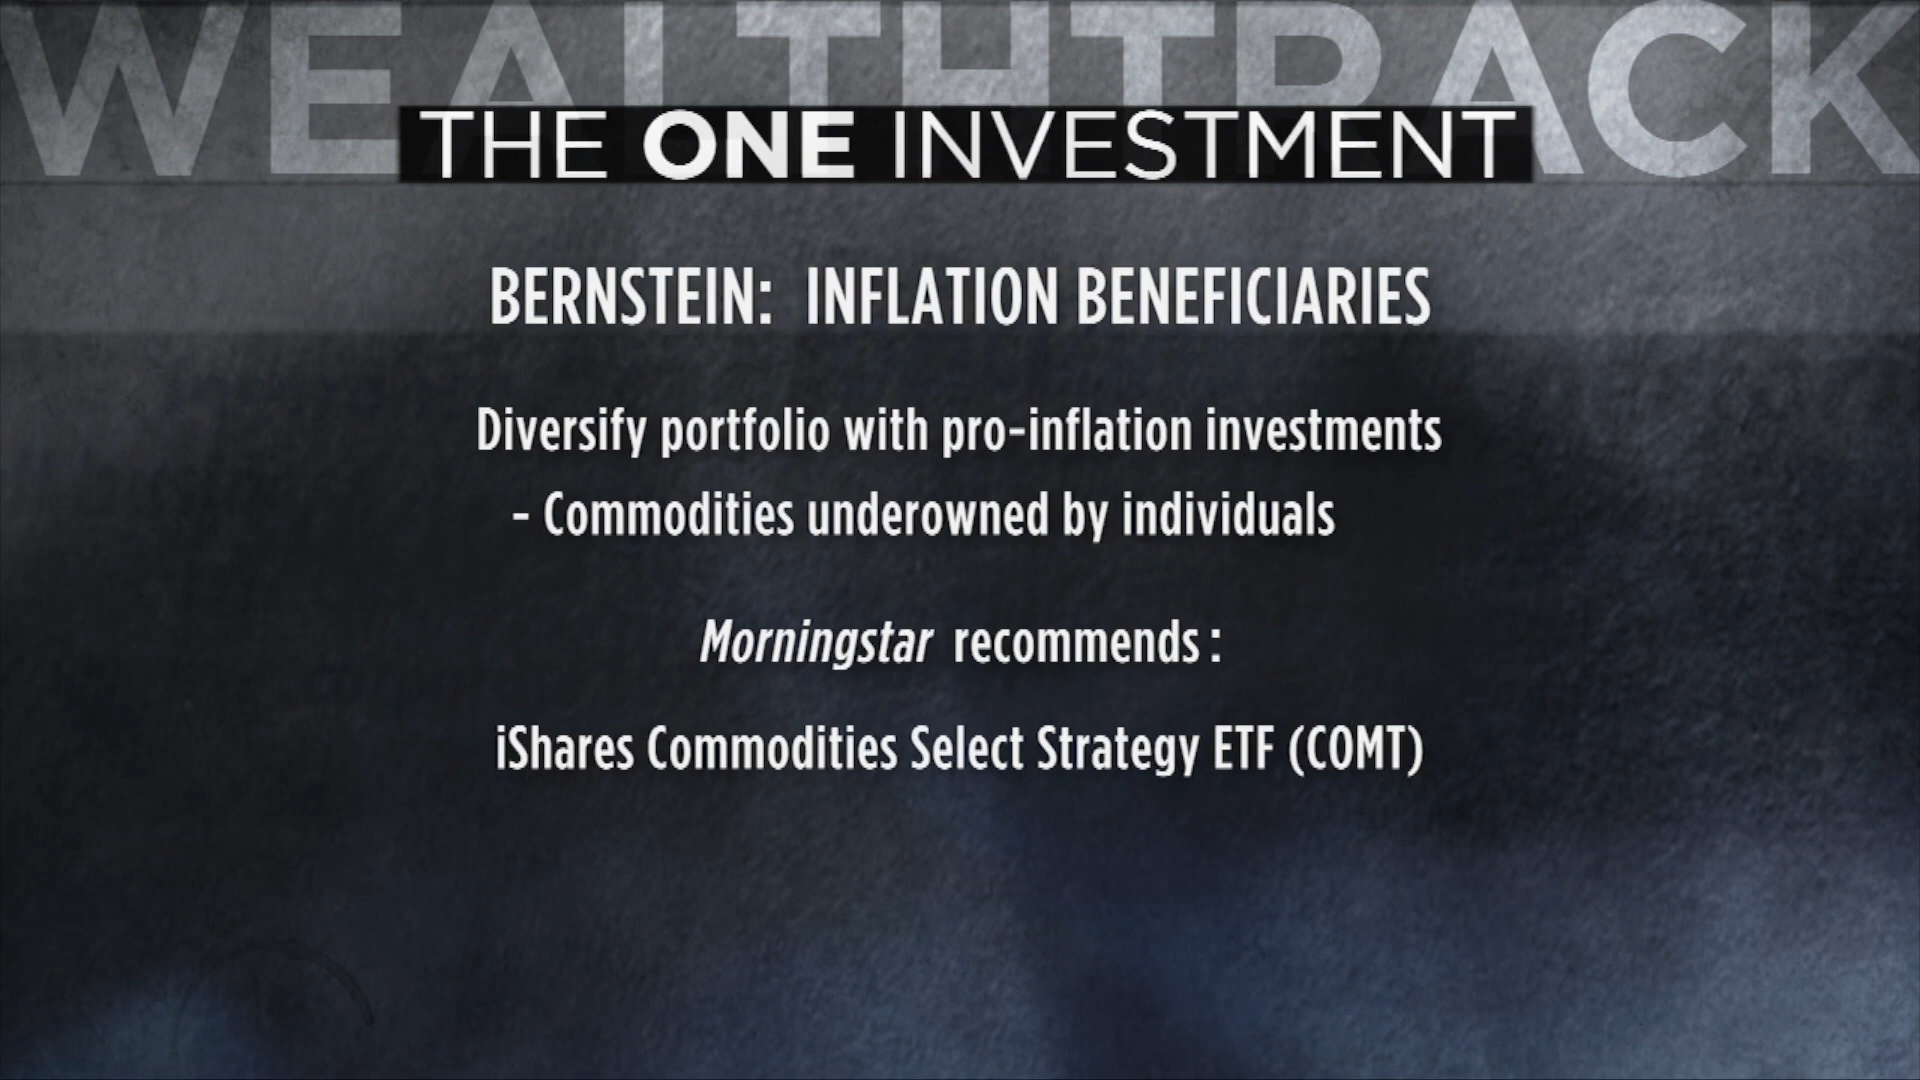 WEALTHTRACK
THE ONE INVESTMENT
BERNSTEIN: INFLATION BENEFICIARIES
Diversify portfolio with pro-inflation investments
- Commodities underowned by individuals
Morningstar recommends :
iShares Commodities Select Strategy ETF (COMT)